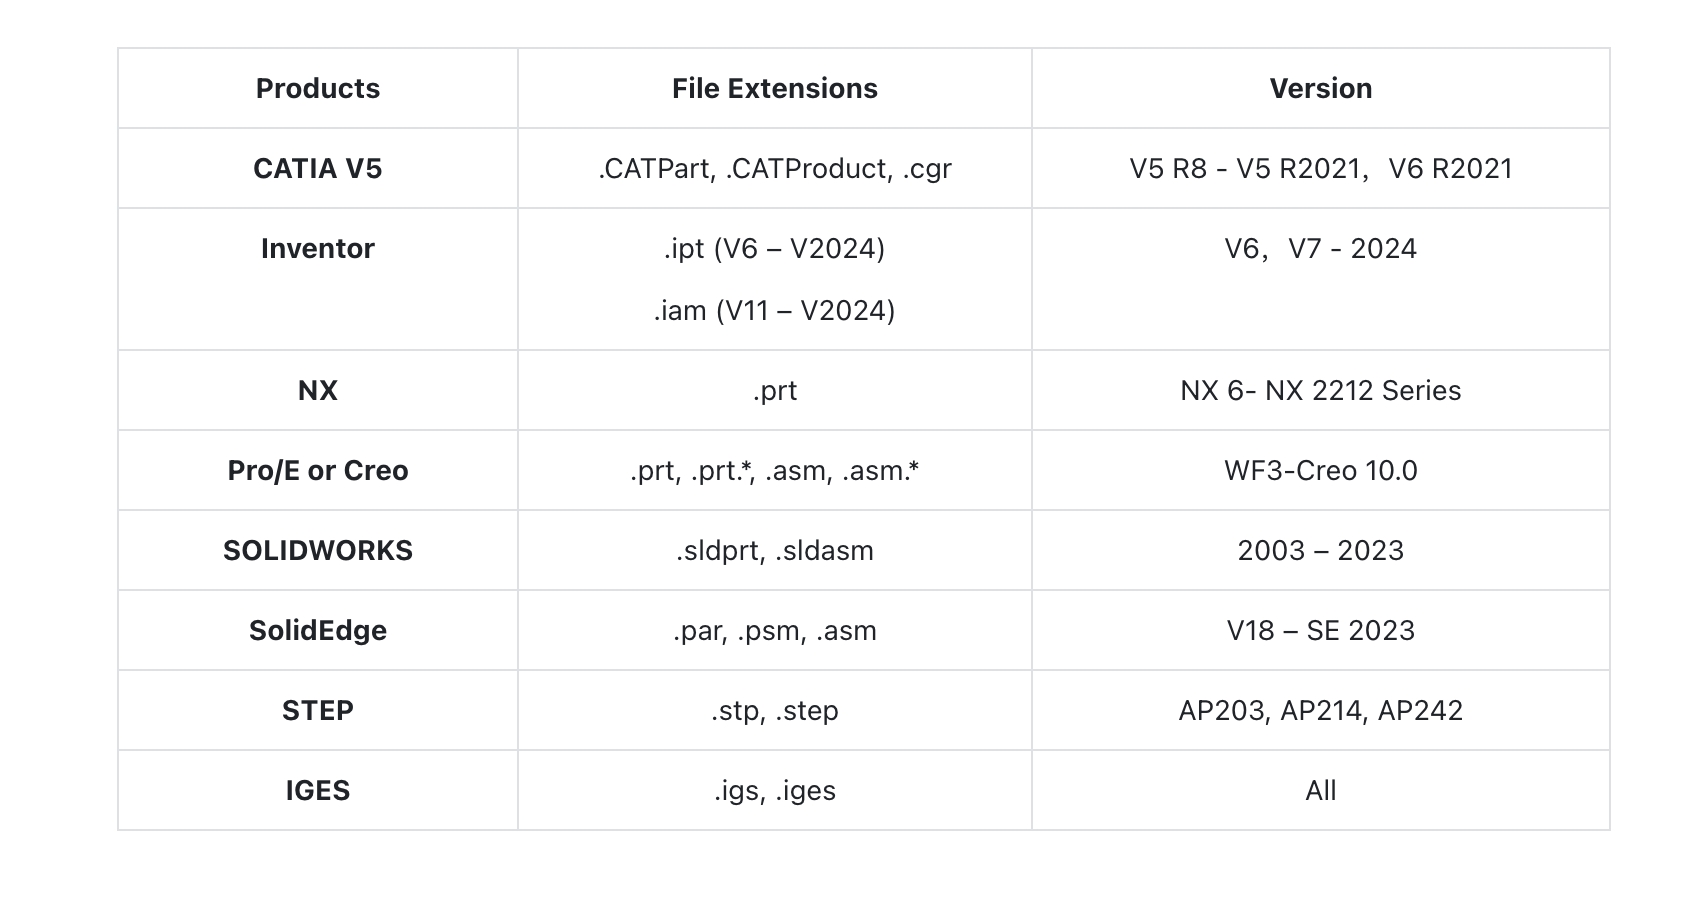 Products File Extensions Version
CATIA V5 .CATPart, .CATProduct, .cgr V5 R8 - V5 R2021，V6 R2021
Inventor .ipt (V6 – V2024) V6，V7 - 2024
.iam (V11 – V2024)
NX .prt NX 6- NX 2212 Series
Pro/E or Creo .prt, .prt.*, .asm, .asm.* WF3-Creo 10.0
SOLIDWORKS .sldprt, .sldasm 2003 – 2023
SolidEdge .par, .psm, .asm V18 – SE 2023
STEP .stp, .step AP203, AP214, AP242
IGES .igs, .iges All